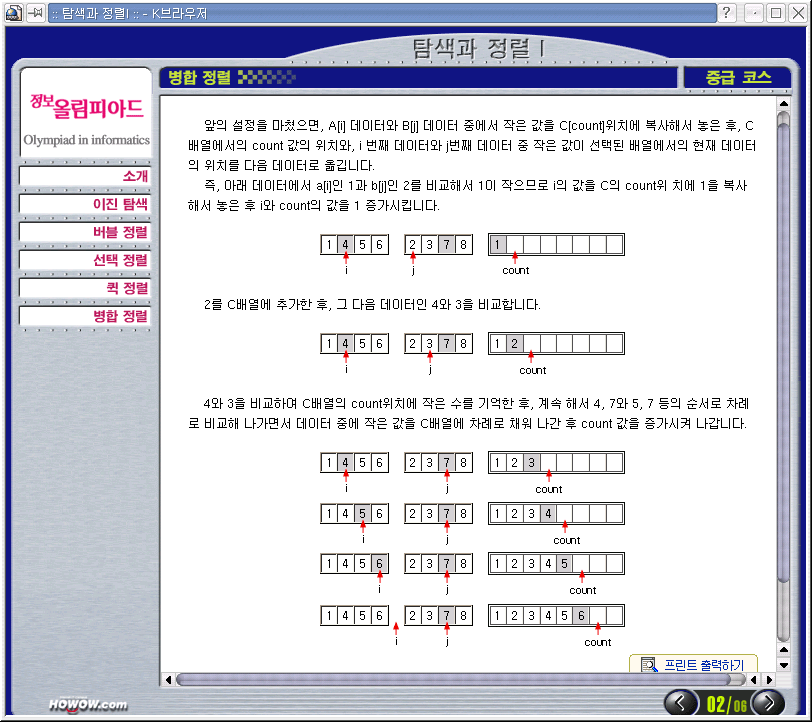 :: 탐색과 정렬Ⅰ :: - K브라우저
탐색과 정렬Ⅰ
병합 정렬
중급 코스
정보올림피아드
Olympiad in informatics
소개
이진 탐색
버블 정렬
선택 정렬
퀵 정렬
병합 정렬
앞의 설정을 마쳤으면, A[i] 데이터와 B[j] 데이터 중에서 작은 값을 C[count]위치에 복사해서 놓은 후, C
배열에서의 count 값의 위치와, i 번째 데이터와 j번째 데이터 중 작은 값이 선택된 배열에서의 현재 데이터
의 위치를 다음 데이터로 옮깁니다.
즉, 아래 데이터에서 a[i]인 1과 b[j]인 2를 비교해서 1이 작으므로 i의 값을 C의 count위 치에 1을 복사
해서 놓은 후 i와 count의 값을 1 증가시킵니다.
1 4 5 6 2 3 7 8 1
i j count
2를 C배열에 추가한 후, 그 다음 데이터인 4와 3을 비교합니다.
1 4 5 6 2 3 7 8 1 2
i j count
4와 3을 비교하여 C배열의 count위치에 작은 수를 기억한 후, 계속 해서 4, 7와 5, 7 등의 순서로 차례
로 비교해 나가면서 데이터 중에 작은 값을 C배열에 차례로 채워 나간 후 count 값을 증가시켜 나갑니다.
1 4 5 6 2 3 7 8 1 2 3
i j count
1 4 5 6 2 3 7 8 1 2 3 4
i j count
1 4 5 6 2 3 7 8 1 2 3 4 5
i j count
1 4 5 6 2 3 7 8 1 2 3 4 5 6
i j count
프린트 출력하기
HOWOW.com
02/06